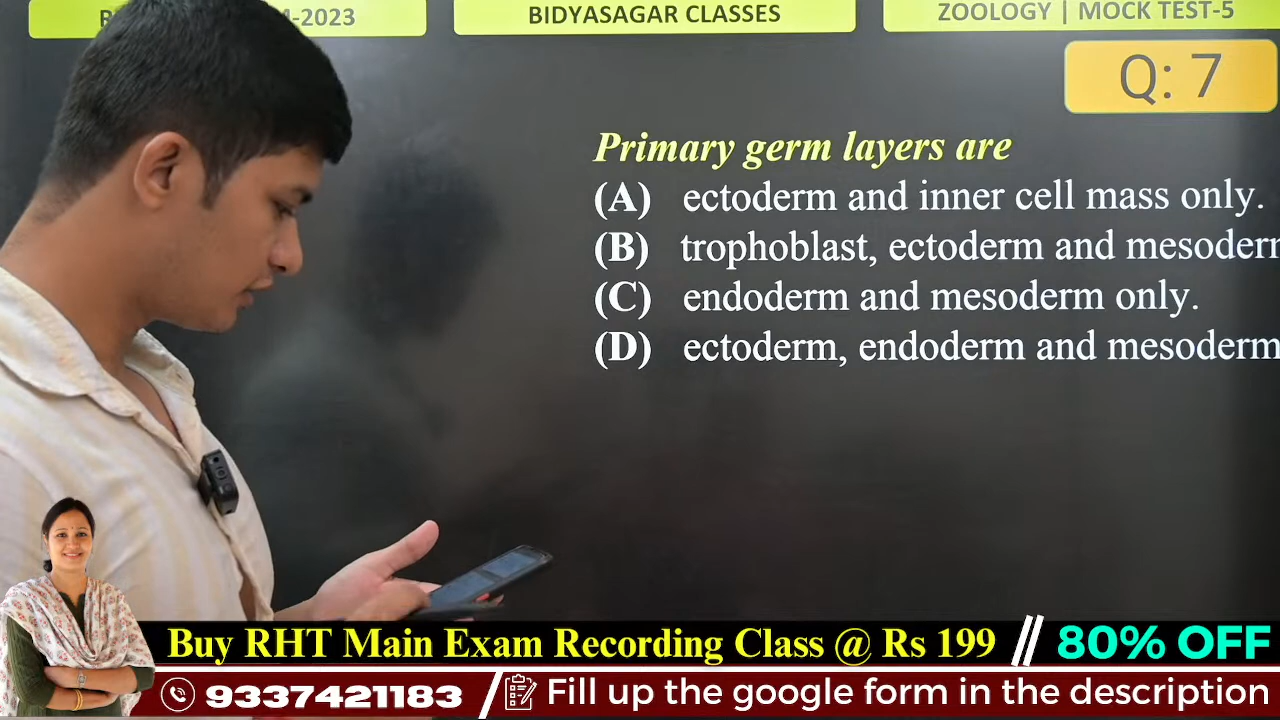 -2023
BIDYASAGAR CLASSES
ZOOLOGY | MOCK TEST-5
Q: 7
Primary germ layers are
(A) ectoderm and inner cell mass only.
(B) trophoblast, ectoderm and
(C) endoderm and mesoderm only.
(D) ectoderm, endoderm and mesoderm
Buy RHT Main Exam Recording Class @ Rs 199 // 80% OFF
9337421183 / Fill up the google form in the description